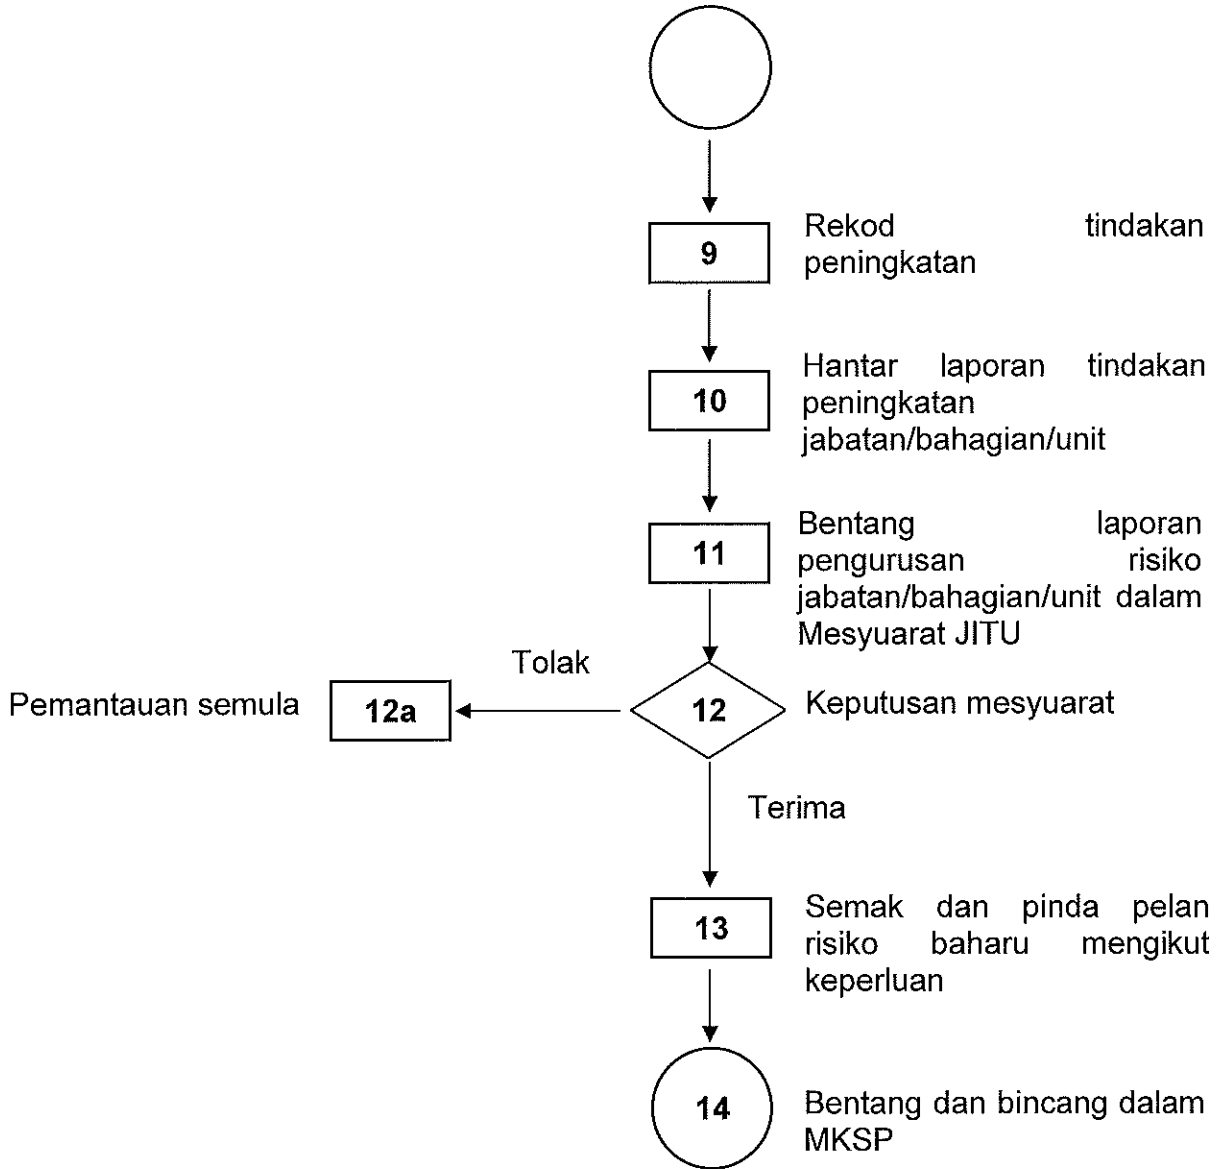 9
Rekod tindakan
peningkatan
10
Hantar laporan tindakan
peningkatan
jabatan/bahagian/unit
11
Bentang laporan
pengurusan risiko
jabatan/bahagian/unit dalam
Mesyuarat JITU
Tolak
Pemantauan semula
12a
12
Keputusan mesyuarat
Terima
13
Semak dan pinda pelan
risiko baharu mengikut
keperluan
14
Bentang dan bincang dalam
MKSP